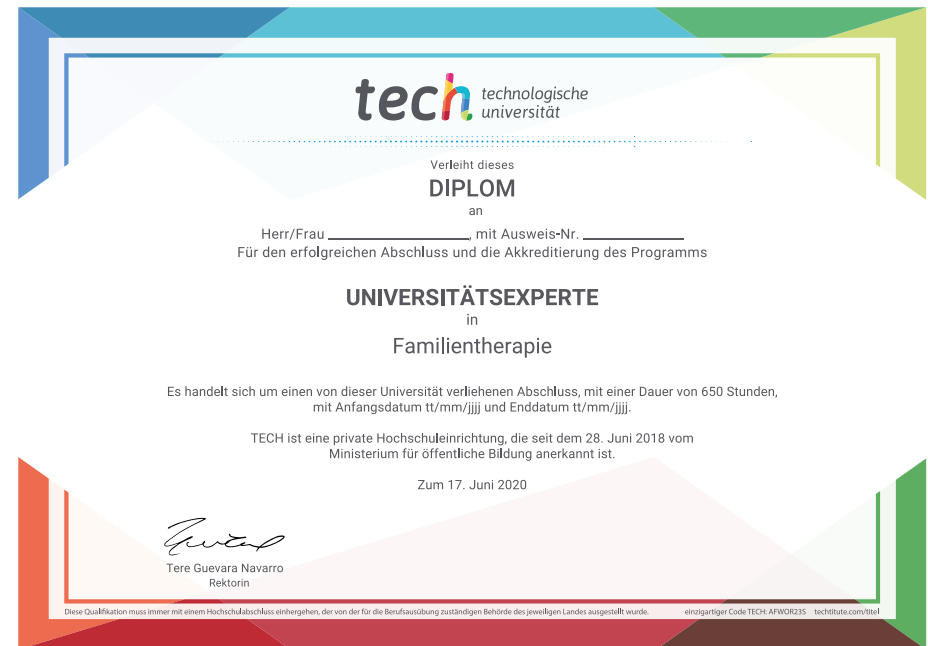 tech technologische
universität
Verleiht dieses
DIPLOM
an
Herr/Frau ____________, mit Ausweis-Nr. ____________
Für den erfolgreichen Abschluss und die Akkreditierung des Programms
UNIVERSITÄTSEXPERTE
in
Familientherapie
Es handelt sich um einen von dieser Universität verliehenen Abschluss, mit einer Dauer von 650 Stunden,
mit Anfangsdatum tt/mm/jjjj und Enddatum tt/mm/jjjj.
TECH ist eine private Hochschuleinrichtung, die seit dem 28. Juni 2018 vom
Ministerium für öffentliche Bildung anerkannt ist.
Zum 17. Juni 2020
Tere Guevara Navarro
Rektorin
Diese Qualifikation muss immer mit einem Hochschulabschluss einhergehen, der von der für die Berufsausübung zuständigen Behörde des jeweiligen Landes ausgestellt wurde. einzigartiger Code TECH: AFWOR23S techtitute.com/titel